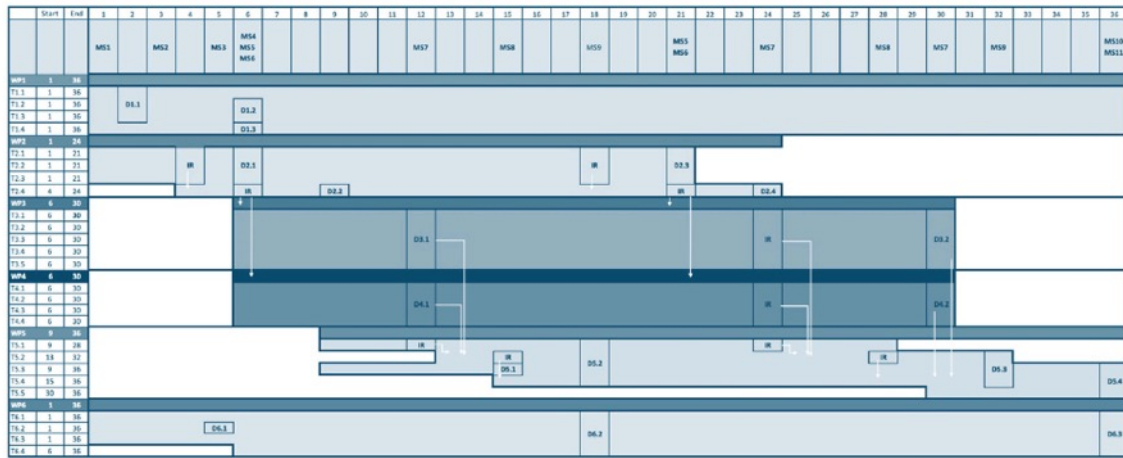 Start End 1 2 3 4 5 6 7 8 9 10 11 12 13 14 15 16 17 18 19 20 21 22 23 24 25 26 27 28 29 30 31 32 33 34 35 36
MS1 MS2 MS3 MS4 MS7 MS8 MS9 MS5 MS7 MS8 MS7 MS9 MS10
MS5 MS6 MS11
MS6
WP1 1 36
T1.1 1 36
T1.2 1 36 D1.1 D1.2
T1.3 1 36
T1.4 1 36 D1.3
WP2 1 24
T2.1 1 21
T2.2 1 21 IR D2.1 IR D2.3
T2.3 1 21
T2.4 4 24 IR D2.2 IR D2.4
WP3 6 30
T3.1 6 30
T3.2 6 30
T3.3 6 30 D3.1 IR D3.2
T3.4 6 30
T3.5 6 30
WP4 6 30
T4.1 6 30
T4.2 6 30
T4.3 6 30 D4.1 IR D4.2
T4.4 6 30
WP5 9 36
T5.1 9 28 IR IR
T5.2 13 32 IR IR
T5.3 9 36 D5.1 D5.2 D5.3
T5.4 15 36 D5.4
T5.5 30 36
WP6 1 36
T6.1 1 36
T6.2 1 36 D6.1 D6.2 D6.3
T6.3 1 36
T6.4 6 36